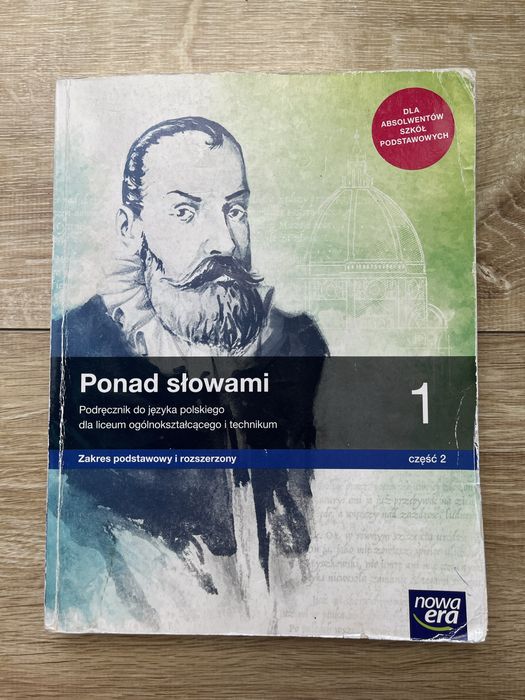 DLA
ABSOLWENTÓW
SZKÓŁ
PODSTAWOWYCH
Ponad słowami
1
Podręcznik do języka polskiego
dla liceum ogólnokształcącego i technikum
Zakres podstawowy i rozszerzony
część 2
nowa
era